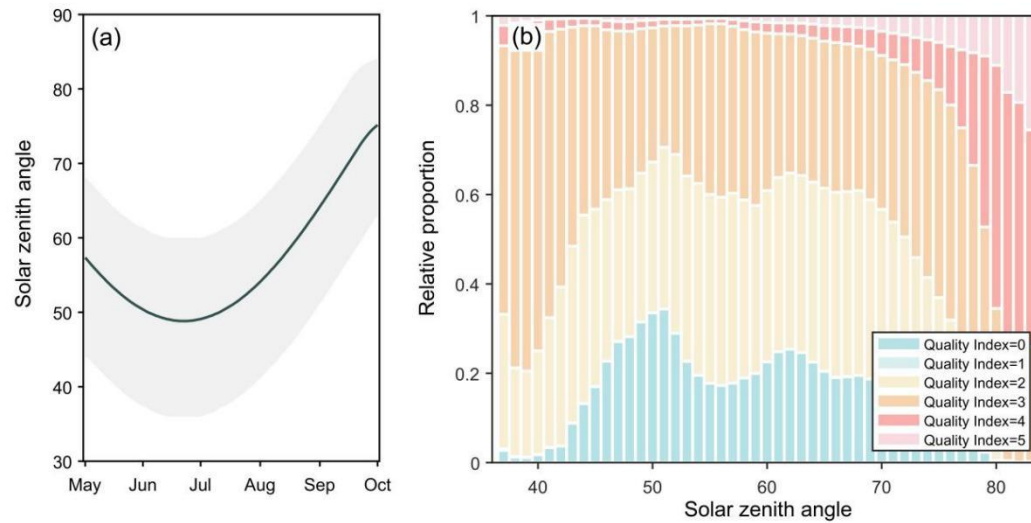 (a)
90
80
70
60
50
40
30
Solar zenith angle
May Jun Jul Aug Sep Oct
(b)
1
0.8
0.6
0.4
0.2
0
Relative proportion
Quality Index=0
Quality Index=1
Quality Index=2
Quality Index=3
Quality Index=4
Quality Index=5
40 50 60 70 80
Solar zenith angle